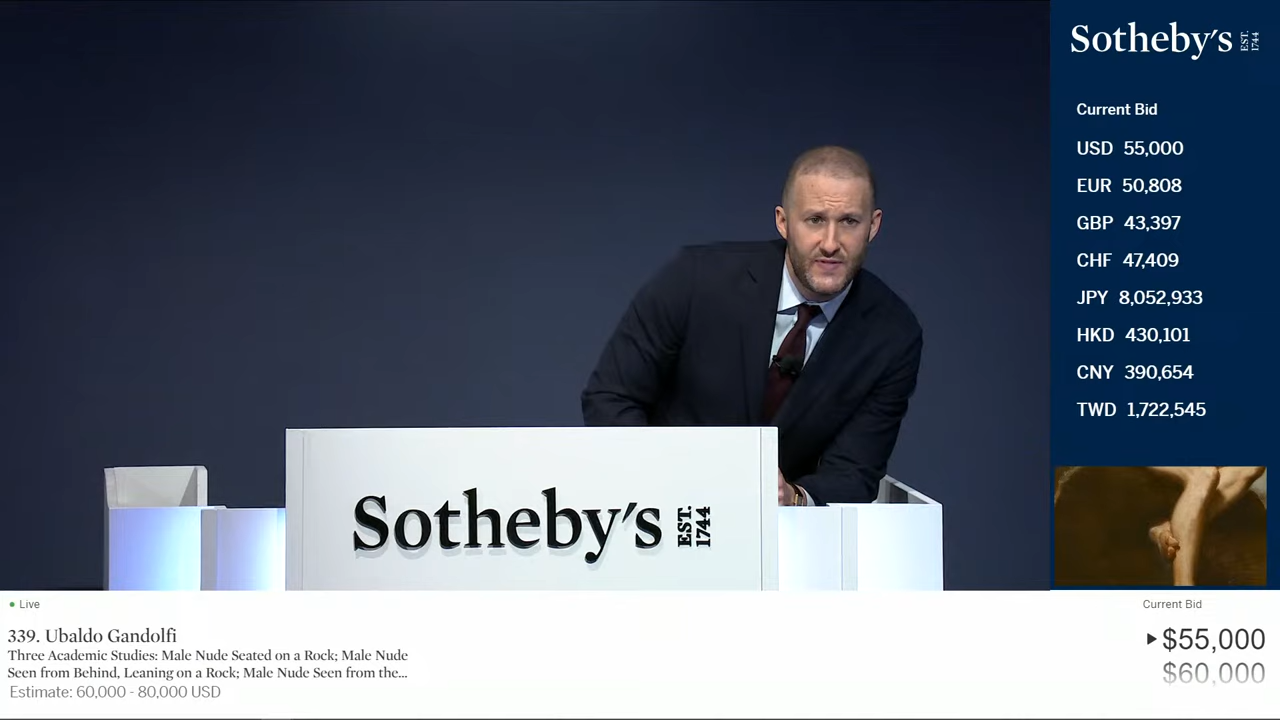 Sotheby's EST. 1744
Current Bid
USD 55,000
EUR 50,808
GBP 43,397
CHF 47,409
JPY 8,052,933
HKD 430,101
CNY 390,654
TWD 1,722,545
Sotheby's EST. 1744
Live
339. Ubaldo Gandolfi
Three Academic Studies: Male Nude Seated on a Rock; Male Nude
Seen from Behind, Leaning on a Rock; Male Nude Seen from the...
Estimate: 60,000 - 80,000 USD
Current Bid
$55,000
$60,000